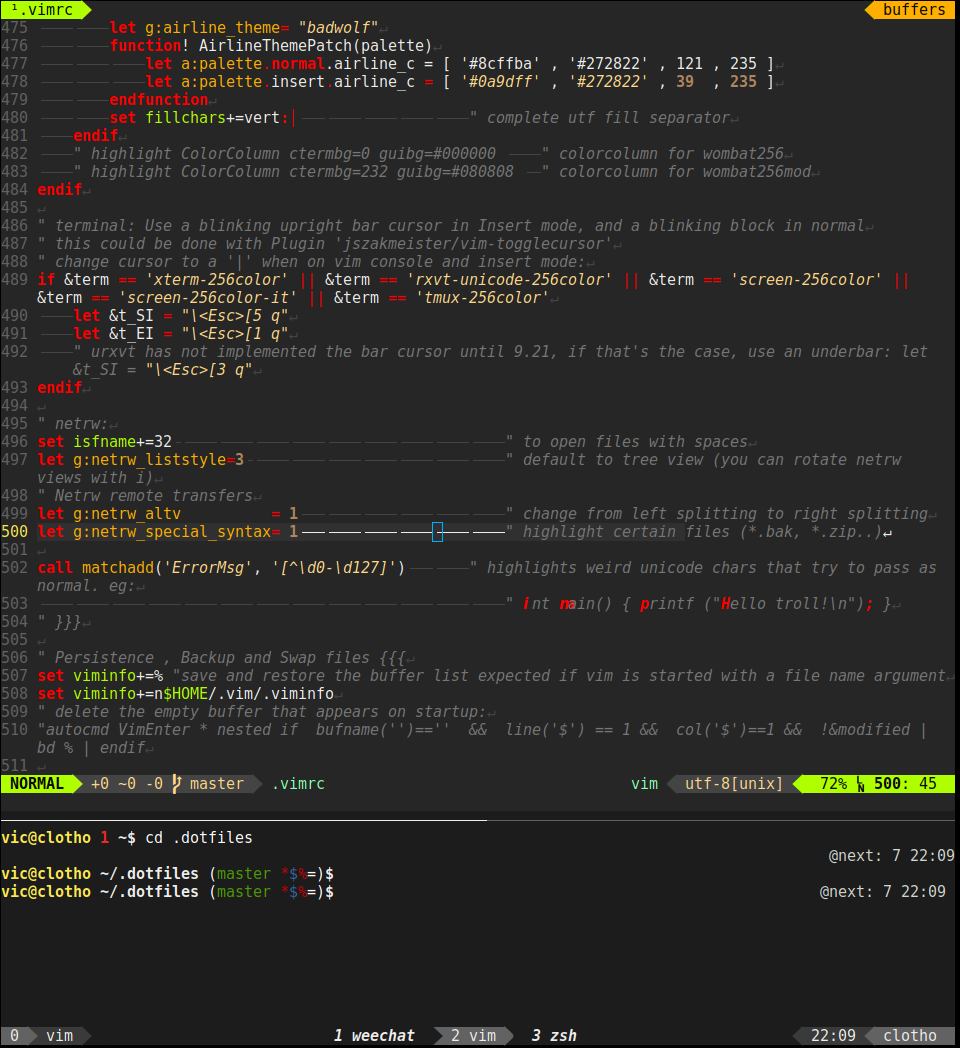 ¹.vimrc buffers
475 let g:airline_theme= "badwolf"↵
476 function! AirlineThemePatch(palette)↵
477 let a:palette.normal.airline_c = [ '#8cffba' , '#272822' , 121 , 235 ]↵
478 let a:palette.insert.airline_c = [ '#0a9dff' , '#272822' , 39 , 235 ]↵
479 endfunction↵
480 set fillchars+=vert:│ " complete utf fill separator↵
481 endif↵
482 " highlight ColorColumn ctermbg=0 guibg=#000000 " colorcolumn for wombat256↵
483 " highlight ColorColumn ctermbg=232 guibg=#080808 " colorcolumn for wombat256mod↵
484 endif↵
485 ↵
486 " terminal: Use a blinking upright bar cursor in Insert mode, and a blinking block in normal↵
487 " this could be done with Plugin 'jszakmeister/vim-togglecursor'↵
488 " change cursor to a '|' when on vim console and insert mode:↵
489 if &term == 'xterm-256color' || &term == 'rxvt-unicode-256color' || &term == 'screen-256color' ||
&term == 'screen-256color-it' || &term == 'tmux-256color'↵
490 let &t_SI = "\<Esc>[5 q"↵
491 let &t_EI = "\<Esc>[1 q"↵
492 " urxvt has not implemented the bar cursor until 9.21, if that's the case, use an underbar: let
&t_SI = "\<Esc>[3 q"↵
493 endif↵
494 ↵
495 " netrw:↵
496 set isfname+=32 " to open files with spaces↵
497 let g:netrw_liststyle=3 " default to tree view (you can rotate netrw
views with i)↵
498 " Netrw remote transfers↵
499 let g:netrw_altv = 1 " change from left splitting to right splitting↵
500 let g:netrw_special_syntax= 1 " highlight certain files (*.bak, *.zip..)↵
501 ↵
502 call matchadd('ErrorMsg', '[^\d0-\d127]') " highlights weird unicode chars that try to pass as
normal. eg:↵
503 " int main() { printf ("Hello troll!\n"); }↵
504 " }}}↵
505 ↵
506 " Persistence , Backup and Swap files {{{↵
507 set viminfo+=% "save and restore the buffer list expected if vim is started with a file name argument↵
508 set viminfo+=n$HOME/.vim/.viminfo↵
509 " delete the empty buffer that appears on startup:↵
510 "autocmd VimEnter * nested if bufname('')=='' && line('$') == 1 && col('$')==1 && !&modified |
bd % | endif↵
511 ↵
NORMAL +0 ~0 -0 master .vimrc vim utf-8[unix] 72% 500: 45
vic@clotho 1 ~$ cd .dotfiles
@next: 7 22:09
vic@clotho ~/.dotfiles (master *$%=)$
vic@clotho ~/.dotfiles (master *$%=)$ @next: 7 22:09
0 vim 1 weechat 2 vim 3 zsh 22:09 clotho